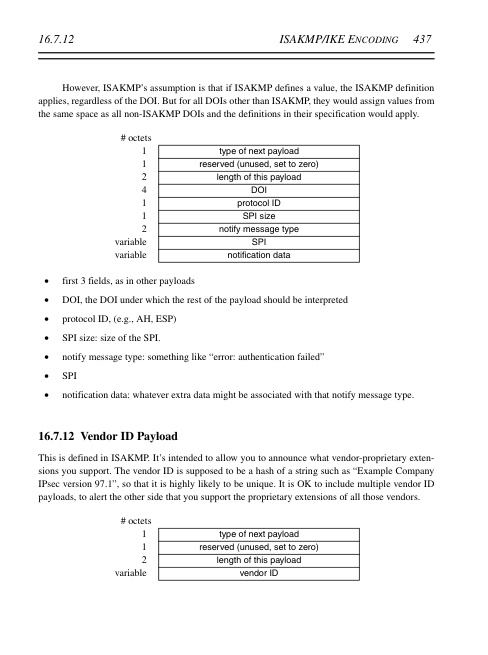 16.7.12 ISAKMP/IKE ENCODING 437
However, ISAKMP's assumption is that if ISAKMP defines a value, the ISAKMP definition
applies, regardless of the DOI. But for all DOIs other than ISAKMP, they would assign values from
the same space as all non-ISAKMP DOIs and the definitions in their specification would apply.
# octets
1 type of next payload
1 reserved (unused, set to zero)
2 length of this payload
4 DOI
1 protocol ID
1 SPI size
2 notify message type
variable SPI
variable notification data
• first 3 fields, as in other payloads
• DOI, the DOI under which the rest of the payload should be interpreted
• protocol ID, (e.g., AH, ESP)
• SPI size: size of the SPI.
• notify message type: something like “error: authentication failed”
• SPI
• notification data: whatever extra data might be associated with that notify message type.
16.7.12 Vendor ID Payload
This is defined in ISAKMP. It's intended to allow you to announce what vendor-proprietary exten-
sions you support. The vendor ID is supposed to be a hash of a string such as “Example Company
IPsec version 97.1”, so that it is highly likely to be unique. It is OK to include multiple vendor ID
payloads, to alert the other side that you support the proprietary extensions of all those vendors.
# octets
1 type of next payload
1 reserved (unused, set to zero)
2 length of this payload
variable vendor ID